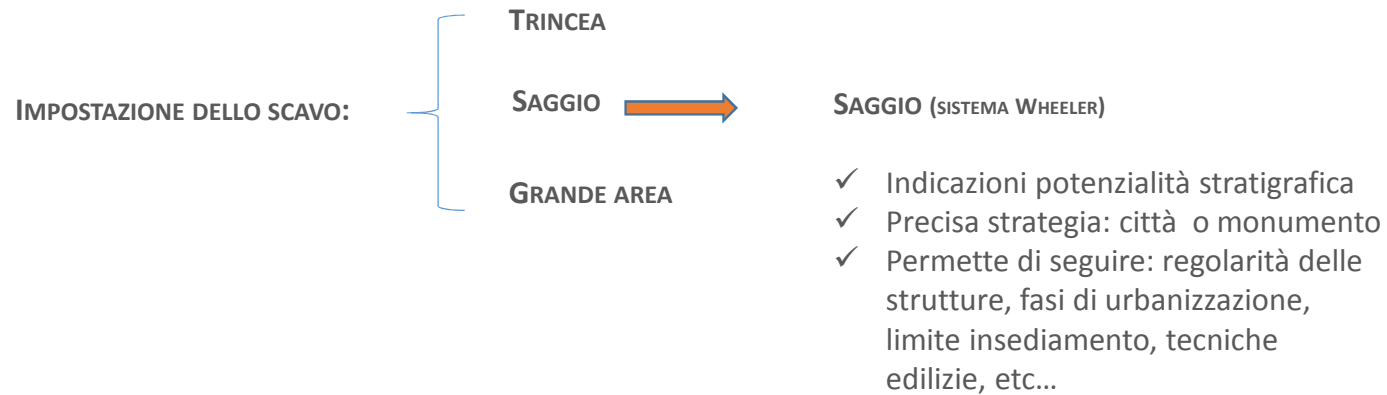 TRINCEA
IMPOSTAZIONE DELLO SCAVO:
SAGGIO
GRANDE AREA
SAGGIO (SISTEMA WHEELER)
✓ Indicazioni potenzialità stratigrafica
✓ Precisa strategia: città o monumento
✓ Permette di seguire: regolarità delle
strutture, fasi di urbanizzazione,
limite insediamento, tecniche
edilizie, etc…